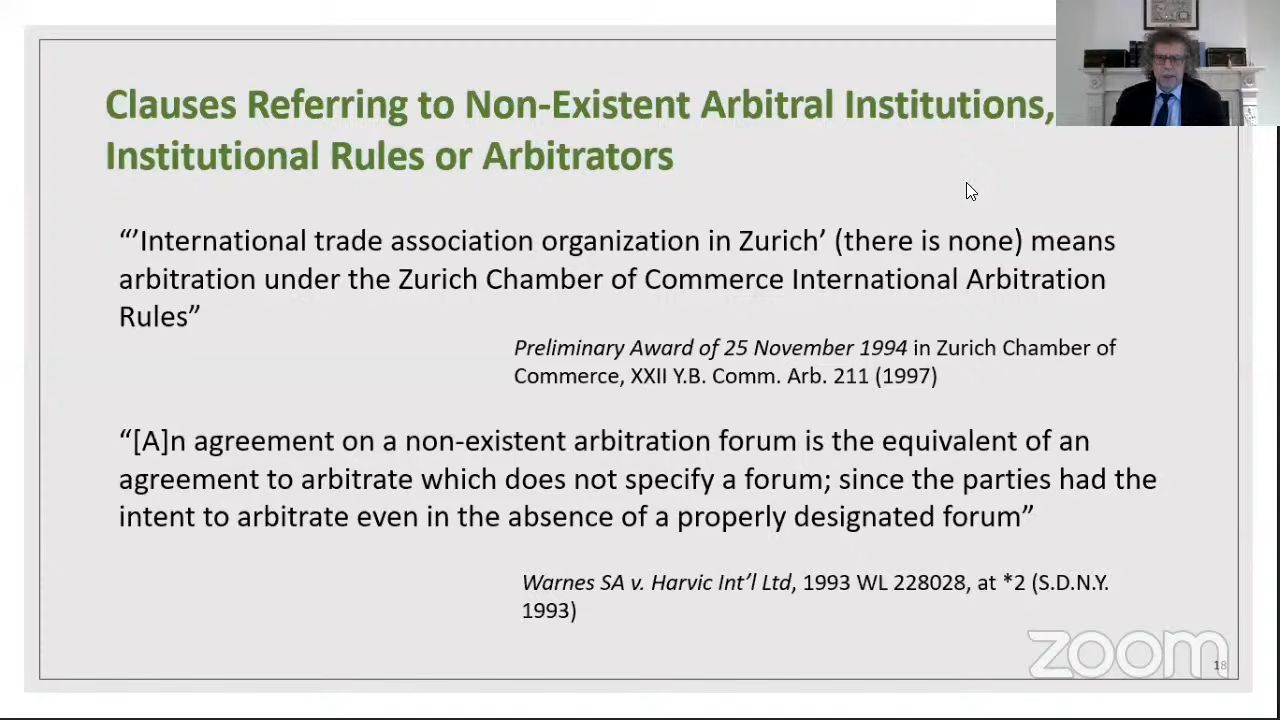 Clauses Referring to Non-Existent Arbitral Institutions,
Institutional Rules or Arbitrators
“’International trade association organization in Zurich’ (there is none) means
arbitration under the Zurich Chamber of Commerce International Arbitration
Rules”
Preliminary Award of 25 November 1994 in Zurich Chamber of
Commerce, XXII Y.B. Comm. Arb. 211 (1997)
“[A]n agreement on a non-existent arbitration forum is the equivalent of an
agreement to arbitrate which does not specify a forum; since the parties had the
intent to arbitrate even in the absence of a properly designated forum”
Warnes SA v. Harvic Int’l Ltd, 1993 WL 228028, at *2 (S.D.N.Y.
1993)
zoom
18